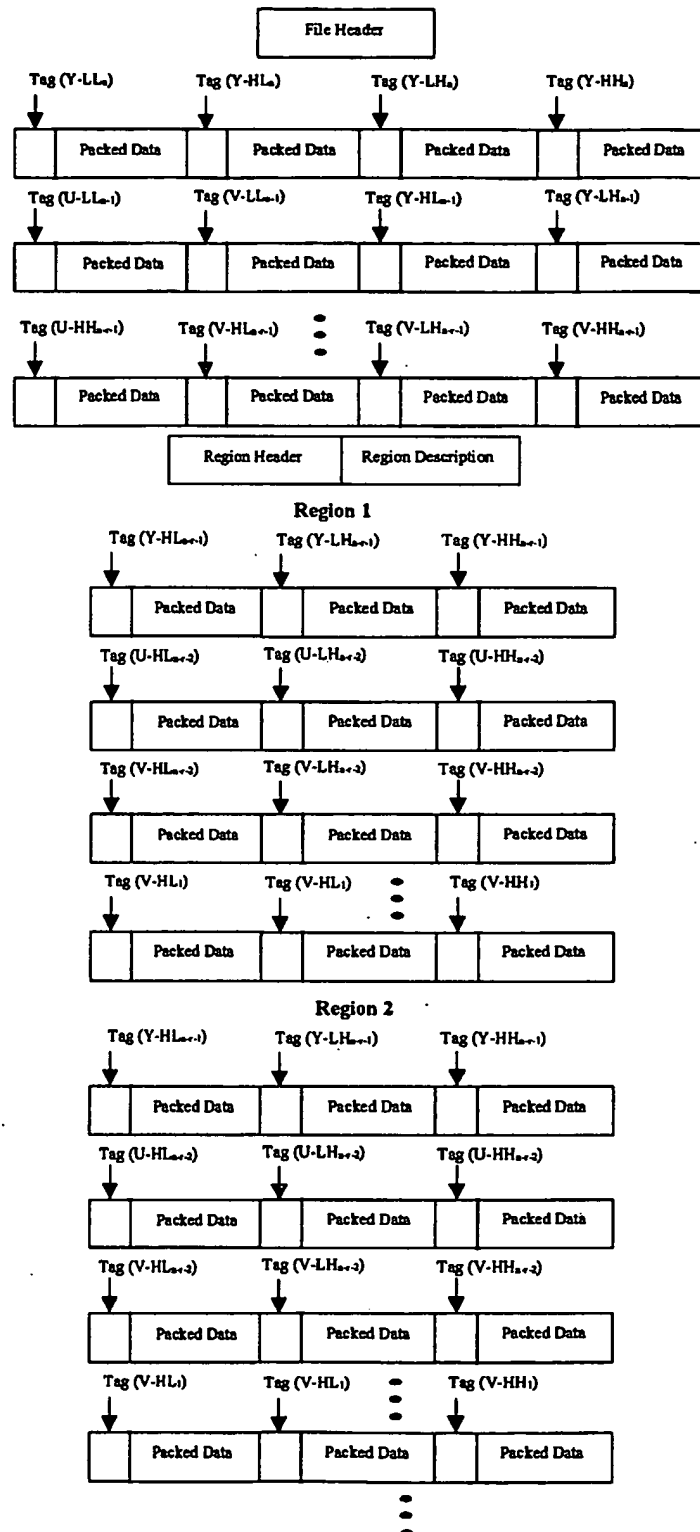 File Header
Tag (Y-LLₙ) Tag (Y-HLₙ) Tag (Y-LHₙ) Tag (Y-HHₙ)
Packed Data Packed Data Packed Data Packed Data
Tag (U-LLₙ₋₁) Tag (V-LLₙ₋₁) Tag (Y-HLₙ₋₁) Tag (Y-LHₙ₋₁)
Packed Data Packed Data Packed Data Packed Data
Tag (U-HHₙ₋ᵣ₋₁) Tag (V-HLₙ₋ᵣ₋₁) Tag (V-LHₙ₋ᵣ₋₁) Tag (V-HHₙ₋ᵣ₋₁)
Packed Data Packed Data Packed Data Packed Data
Region Header Region Description
Region 1
Tag (Y-HLₙ₋ᵣ₋₁) Tag (Y-LHₙ₋ᵣ₋₁) Tag (Y-HHₙ₋ᵣ₋₁)
Packed Data Packed Data Packed Data
Tag (U-HLₙ₋ᵣ₋₂) Tag (U-LHₙ₋ᵣ₋₂) Tag (U-HHₙ₋ᵣ₋₂)
Packed Data Packed Data Packed Data
Tag (V-HLₙ₋ᵣ₋₂) Tag (V-LHₙ₋ᵣ₋₂) Tag (V-HHₙ₋ᵣ₋₂)
Packed Data Packed Data Packed Data
Tag (V-HL₁) Tag (V-HL₁) Tag (V-HH₁)
Packed Data Packed Data Packed Data
Region 2
Tag (Y-HLₙ₋ᵣ₋₁) Tag (Y-LHₙ₋ᵣ₋₁) Tag (Y-HHₙ₋ᵣ₋₁)
Packed Data Packed Data Packed Data
Tag (U-HLₙ₋ᵣ₋₂) Tag (U-LHₙ₋ᵣ₋₂) Tag (U-HHₙ₋ᵣ₋₂)
Packed Data Packed Data Packed Data
Tag (V-HLₙ₋ᵣ₋₂) Tag (V-LHₙ₋ᵣ₋₂) Tag (V-HHₙ₋ᵣ₋₂)
Packed Data Packed Data Packed Data
Tag (V-HL₁) Tag (V-HL₁) Tag (V-HH₁)
Packed Data Packed Data Packed Data